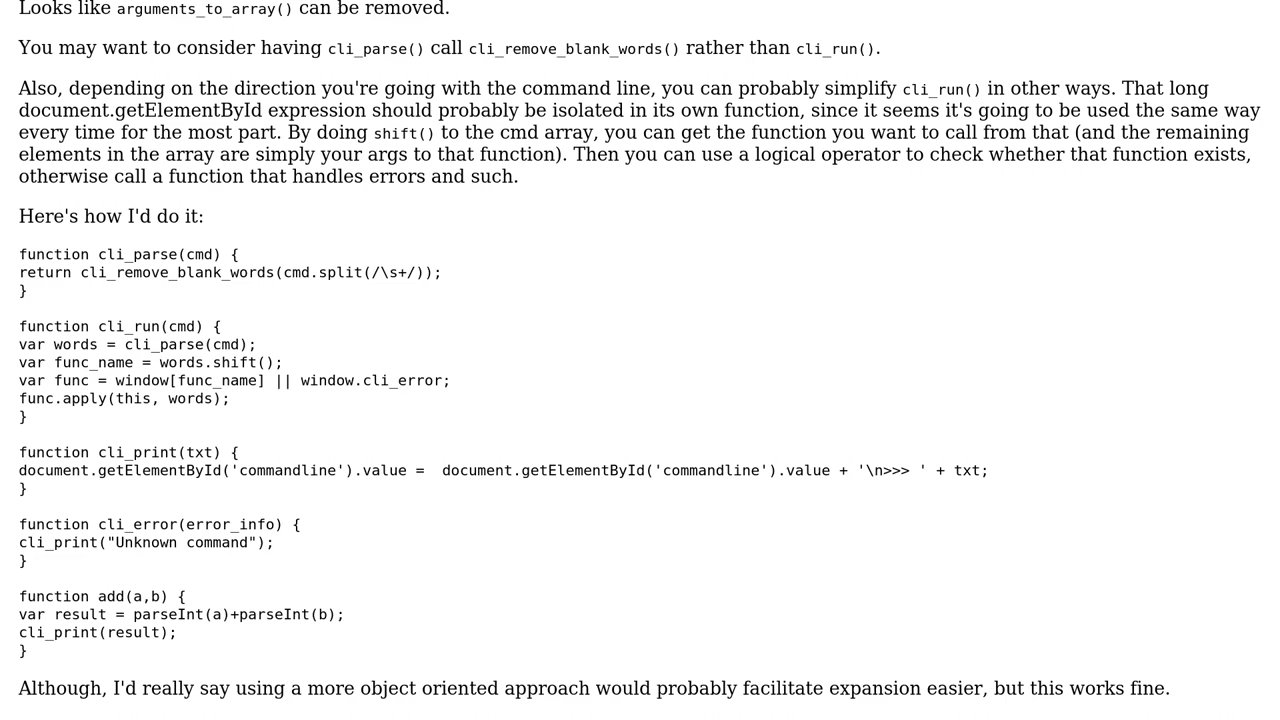 Looks like arguments_to_array() can be removed.
You may want to consider having cli_parse() call cli_remove_blank_words() rather than cli_run().
Also, depending on the direction you're going with the command line, you can probably simplify cli_run() in other ways. That long
document.getElementById expression should probably be isolated in its own function, since it seems it's going to be used the same way
every time for the most part. By doing shift() to the cmd array, you can get the function you want to call from that (and the remaining
elements in the array are simply your args to that function). Then you can use a logical operator to check whether that function exists,
otherwise call a function that handles errors and such.
Here's how I'd do it:
function cli_parse(cmd) {
return cli_remove_blank_words(cmd.split(/\s+/));
}
function cli_run(cmd) {
var words = cli_parse(cmd);
var func_name = words.shift();
var func = window[func_name] || window.cli_error;
func.apply(this, words);
}
function cli_print(txt) {
document.getElementById('commandline').value =  document.getElementById('commandline').value + '\n>>> ' + txt;
}
function cli_error(error_info) {
cli_print("Unknown command");
}
function add(a,b) {
var result = parseInt(a)+parseInt(b);
cli_print(result);
}
Although, I'd really say using a more object oriented approach would probably facilitate expansion easier, but this works fine.